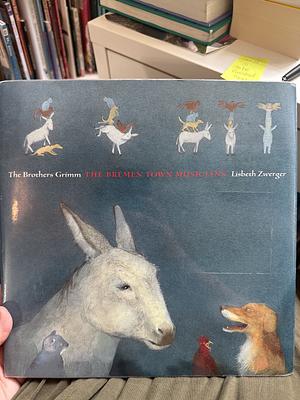 The Brothers Grimm THE BREMEN TOWN MUSICIANS Lisbeth Zwerger